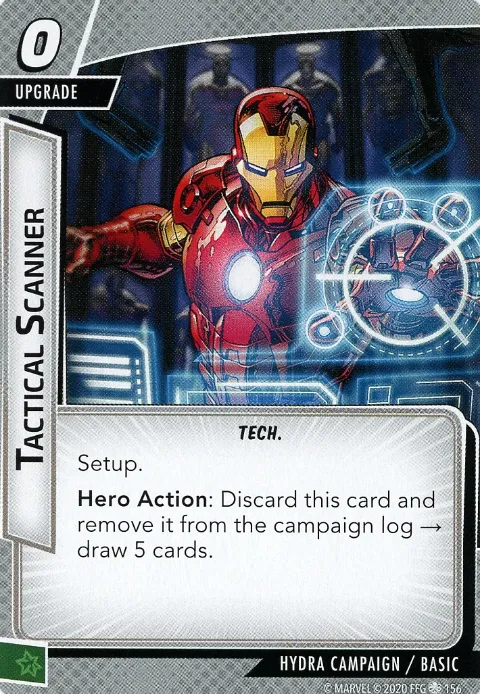 0
UPGRADE
TACTICAL SCANNER
TECH.
Setup.
Hero Action: Discard this card and
remove it from the campaign log →
draw 5 cards.
HYDRA CAMPAIGN / BASIC
© MARVEL © 2020 FFG 156